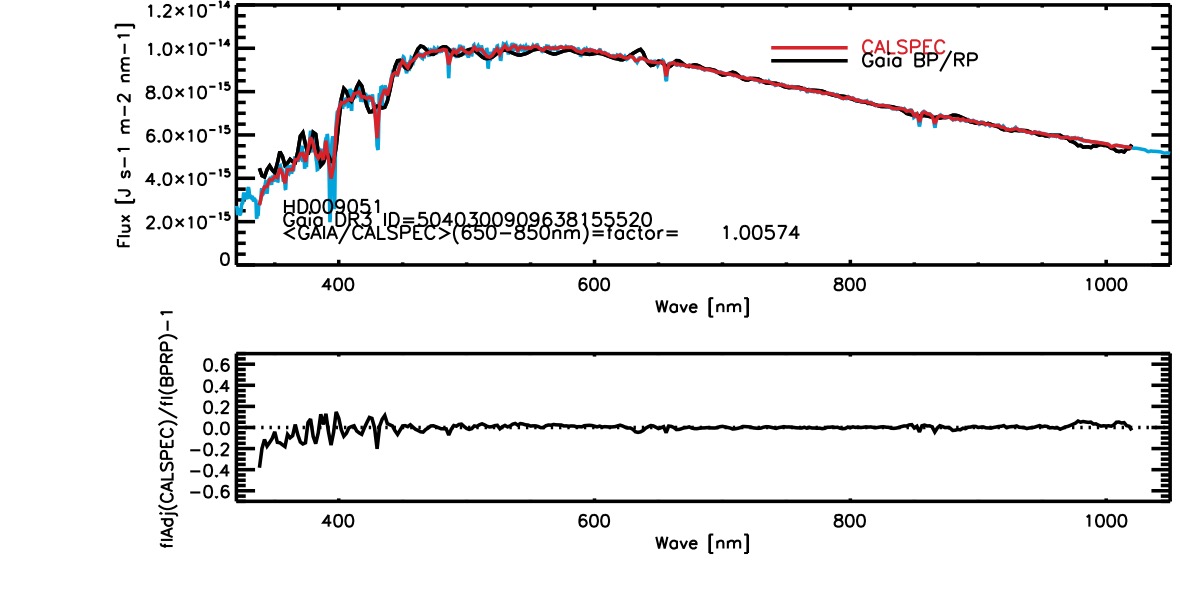 1.2×10−14
1.0×10−14
8.0×10−15
6.0×10−15
4.0×10−15
2.0×10−15
0
Flux [J s−1 m−2 nm−1]
CALSPEC
Gaia BP/RP
HD009051
Gaia DR3 ID=5040300909638155520
<GAIA/CALSPEC>(650−850nm)=factor= 1.00574
400 600 800 1000
Wave [nm]
flAdj(CALSPEC)/fl(BPRP)−1
0.6
0.4
0.2
0.0
−0.2
−0.4
−0.6
400 600 800 1000
Wave [nm]